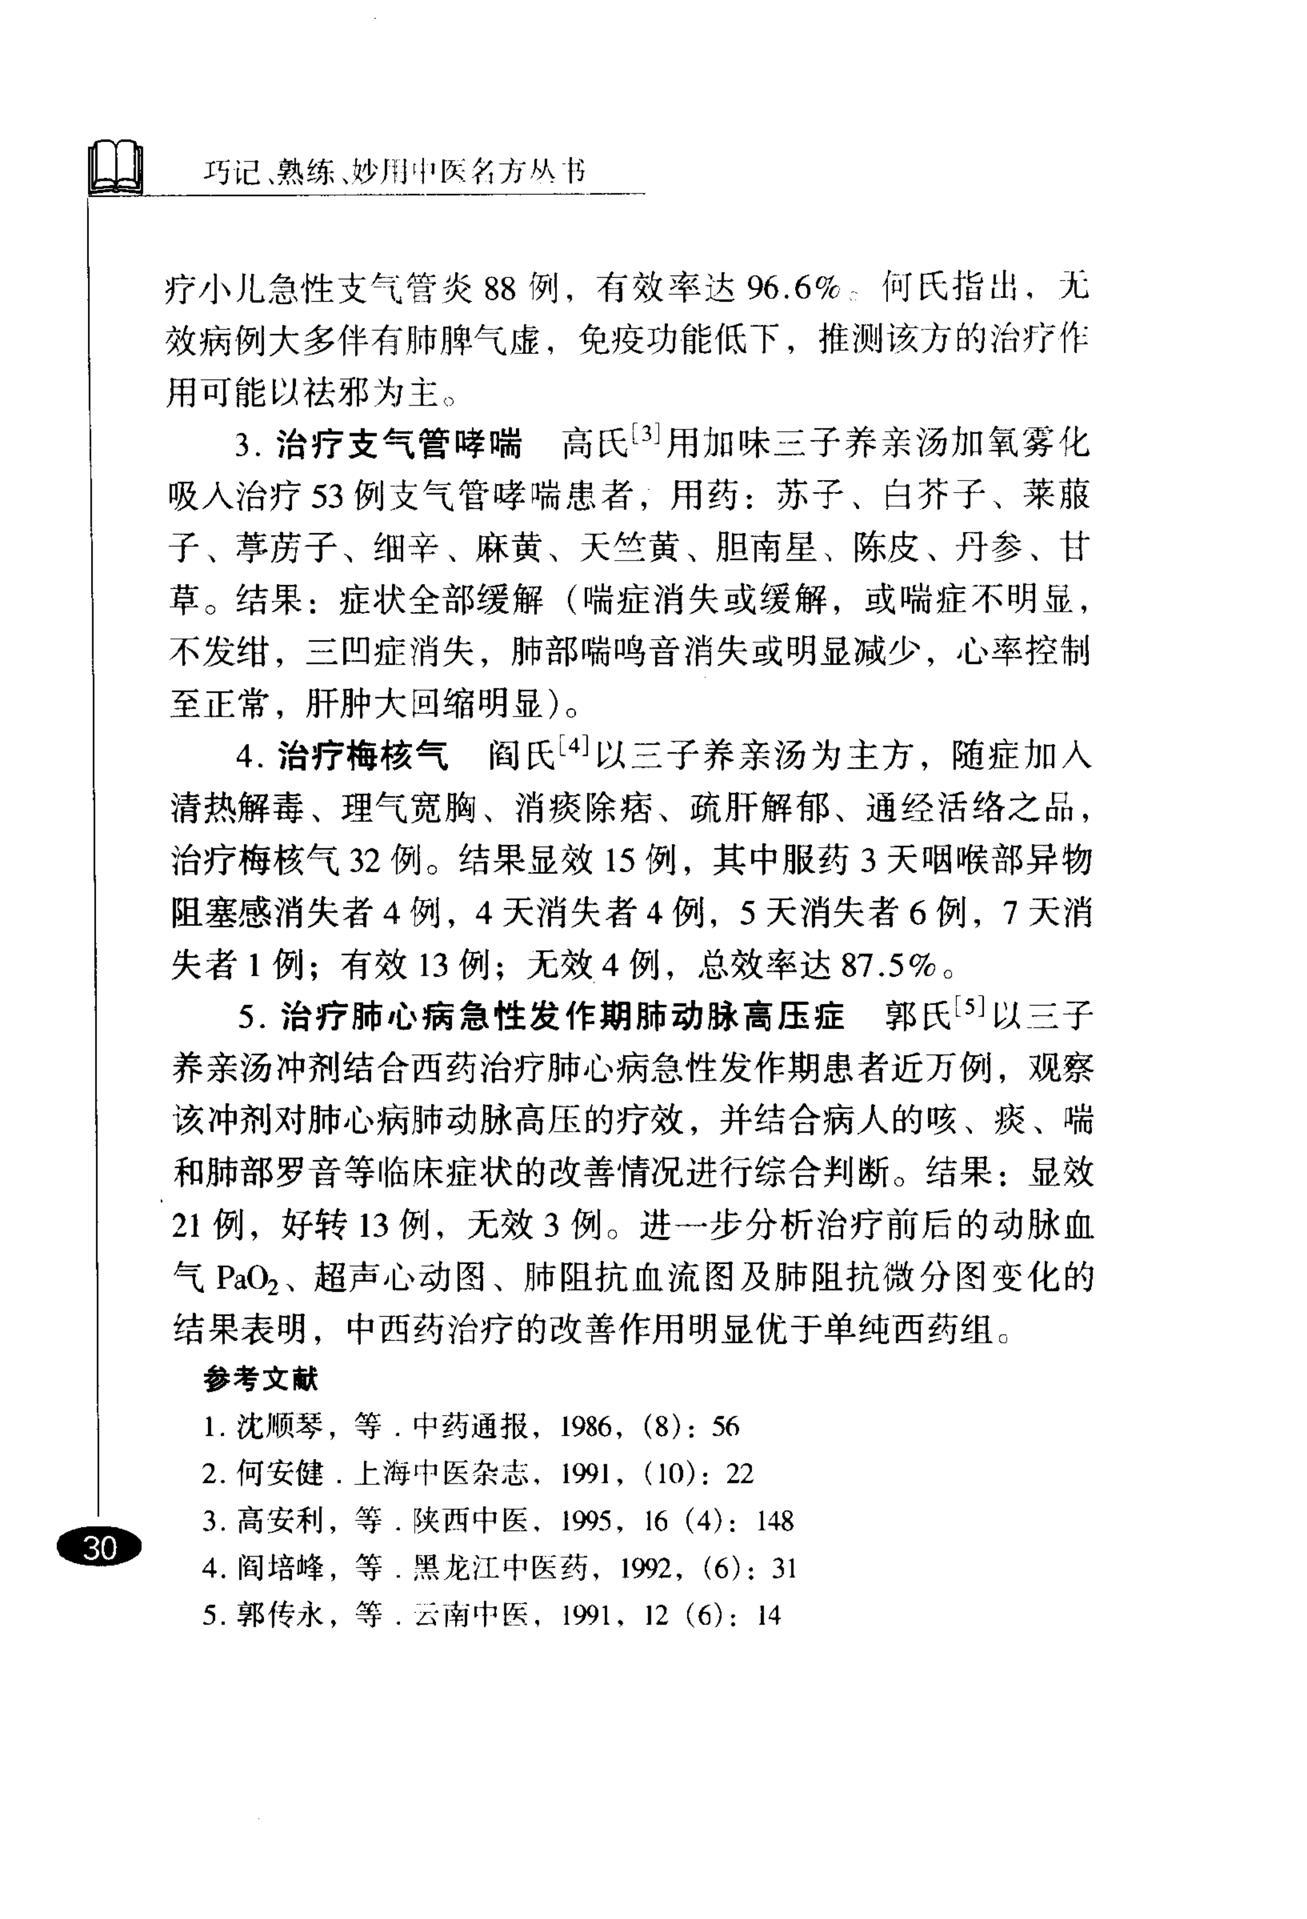 巧记、熟练、妙用中医名方丛书
疗小儿急性支气管炎 88 例，有效率达 96.6%。何氏指出，无
效病例大多伴有肺脾气虚，免疫功能低下，推测该方的治疗作
用可能以祛邪为主。
3. 治疗支气管哮喘　高氏[3]用加味三子养亲汤加氧雾化
吸入治疗 53 例支气管哮喘患者，用药：苏子、白芥子、莱菔
子、葶苈子、细辛、麻黄、天竺黄、胆南星、陈皮、丹参、甘
草。结果：症状全部缓解（喘症消失或缓解，或喘症不明显，
不发绀，三凹症消失，肺部喘鸣音消失或明显减少，心率控制
至正常，肝肿大回缩明显）。
4. 治疗梅核气　阎氏[4]以三子养亲汤为主方，随症加入
清热解毒、理气宽胸、消痰除痞、疏肝解郁、通经活络之品，
治疗梅核气 32 例。结果显效 15 例，其中服药 3 天咽喉部异物
阻塞感消失者 4 例，4 天消失者 4 例，5 天消失者 6 例，7 天消
失者 1 例；有效 13 例；无效 4 例，总效率达 87.5%。
5. 治疗肺心病急性发作期肺动脉高压症　郭氏[5]以三子
养亲汤冲剂结合西药治疗肺心病急性发作期患者近万例，观察
该冲剂对肺心病肺动脉高压的疗效，并结合病人的咳、痰、喘
和肺部罗音等临床症状的改善情况进行综合判断。结果：显效
21 例，好转 13 例，无效 3 例。进一步分析治疗前后的动脉血
气 PaO₂、超声心动图、肺阻抗血流图及肺阻抗微分图变化的
结果表明，中西药治疗的改善作用明显优于单纯西药组。
参考文献
1. 沈顺琴，等．中药通报，1986，(8)：56
2. 何安健．上海中医杂志，1991，(10)：22
3. 高安利，等．陕西中医，1995，16 (4)：148
4. 阎培峰，等．黑龙江中医药，1992，(6)：31
5. 郭传永，等．云南中医，1991，12 (6)：14
30